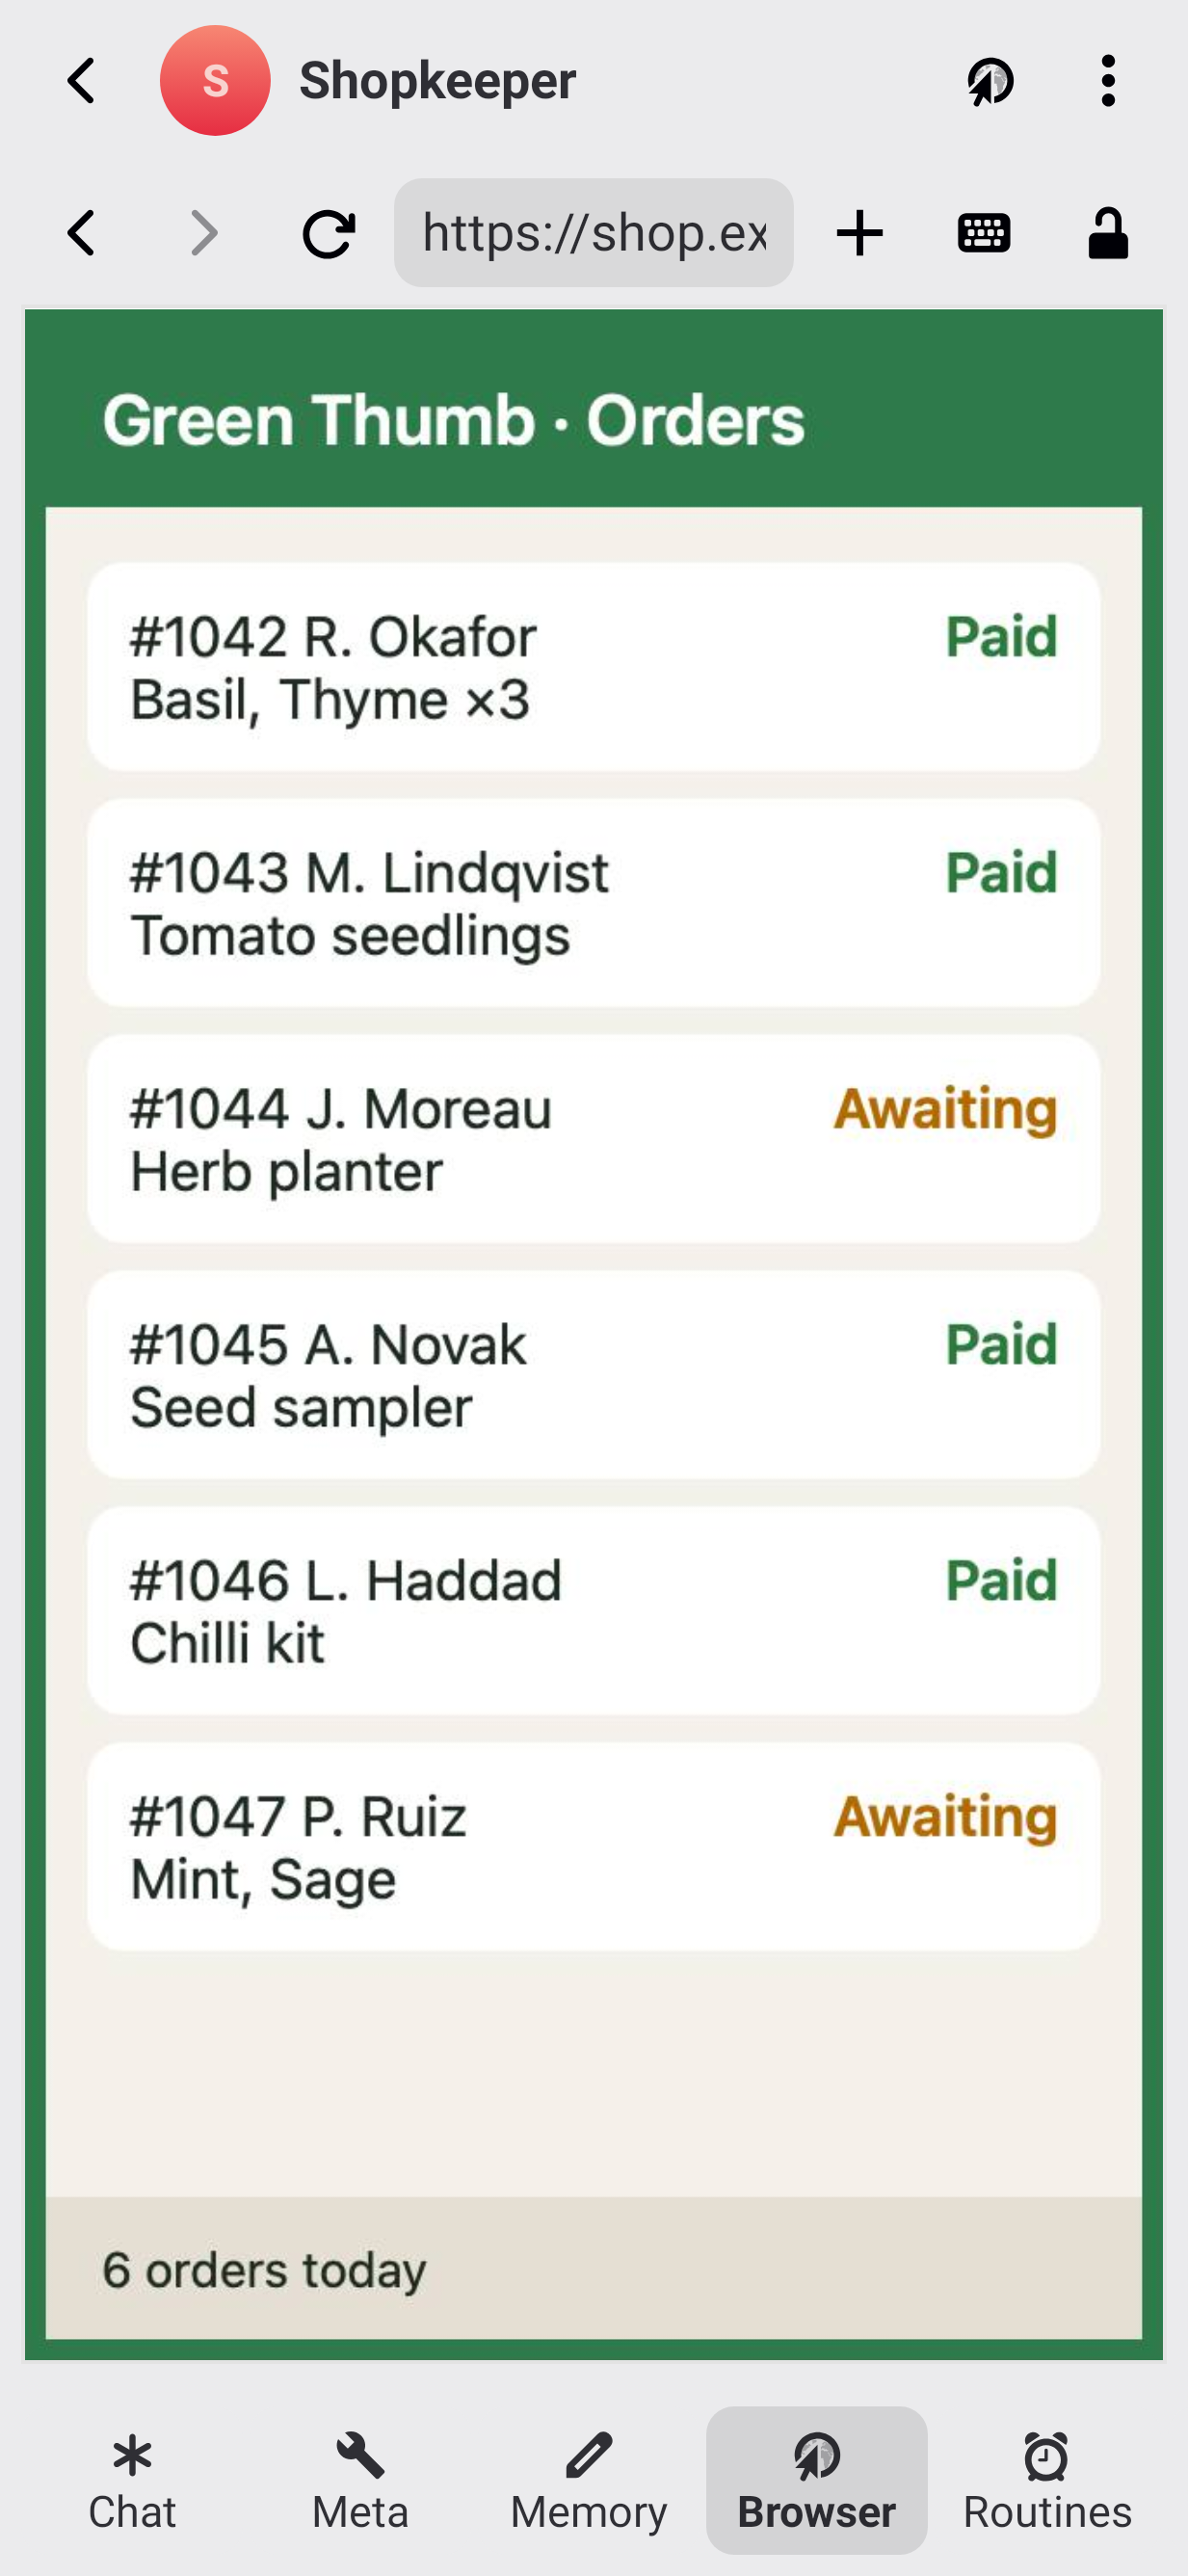 S
Shopkeeper
https://shop.ex
Green Thumb · Orders
#1042 R. Okafor
Paid
Basil, Thyme ×3
#1043 M. Lindqvist
Paid
Tomato seedlings
#1044 J. Moreau
Awaiting
Herb planter
#1045 A. Novak
Paid
Seed sampler
#1046 L. Haddad
Paid
Chilli kit
#1047 P. Ruiz
Awaiting
Mint, Sage
6 orders today
Chat
Meta
Memory
Browser
Routines